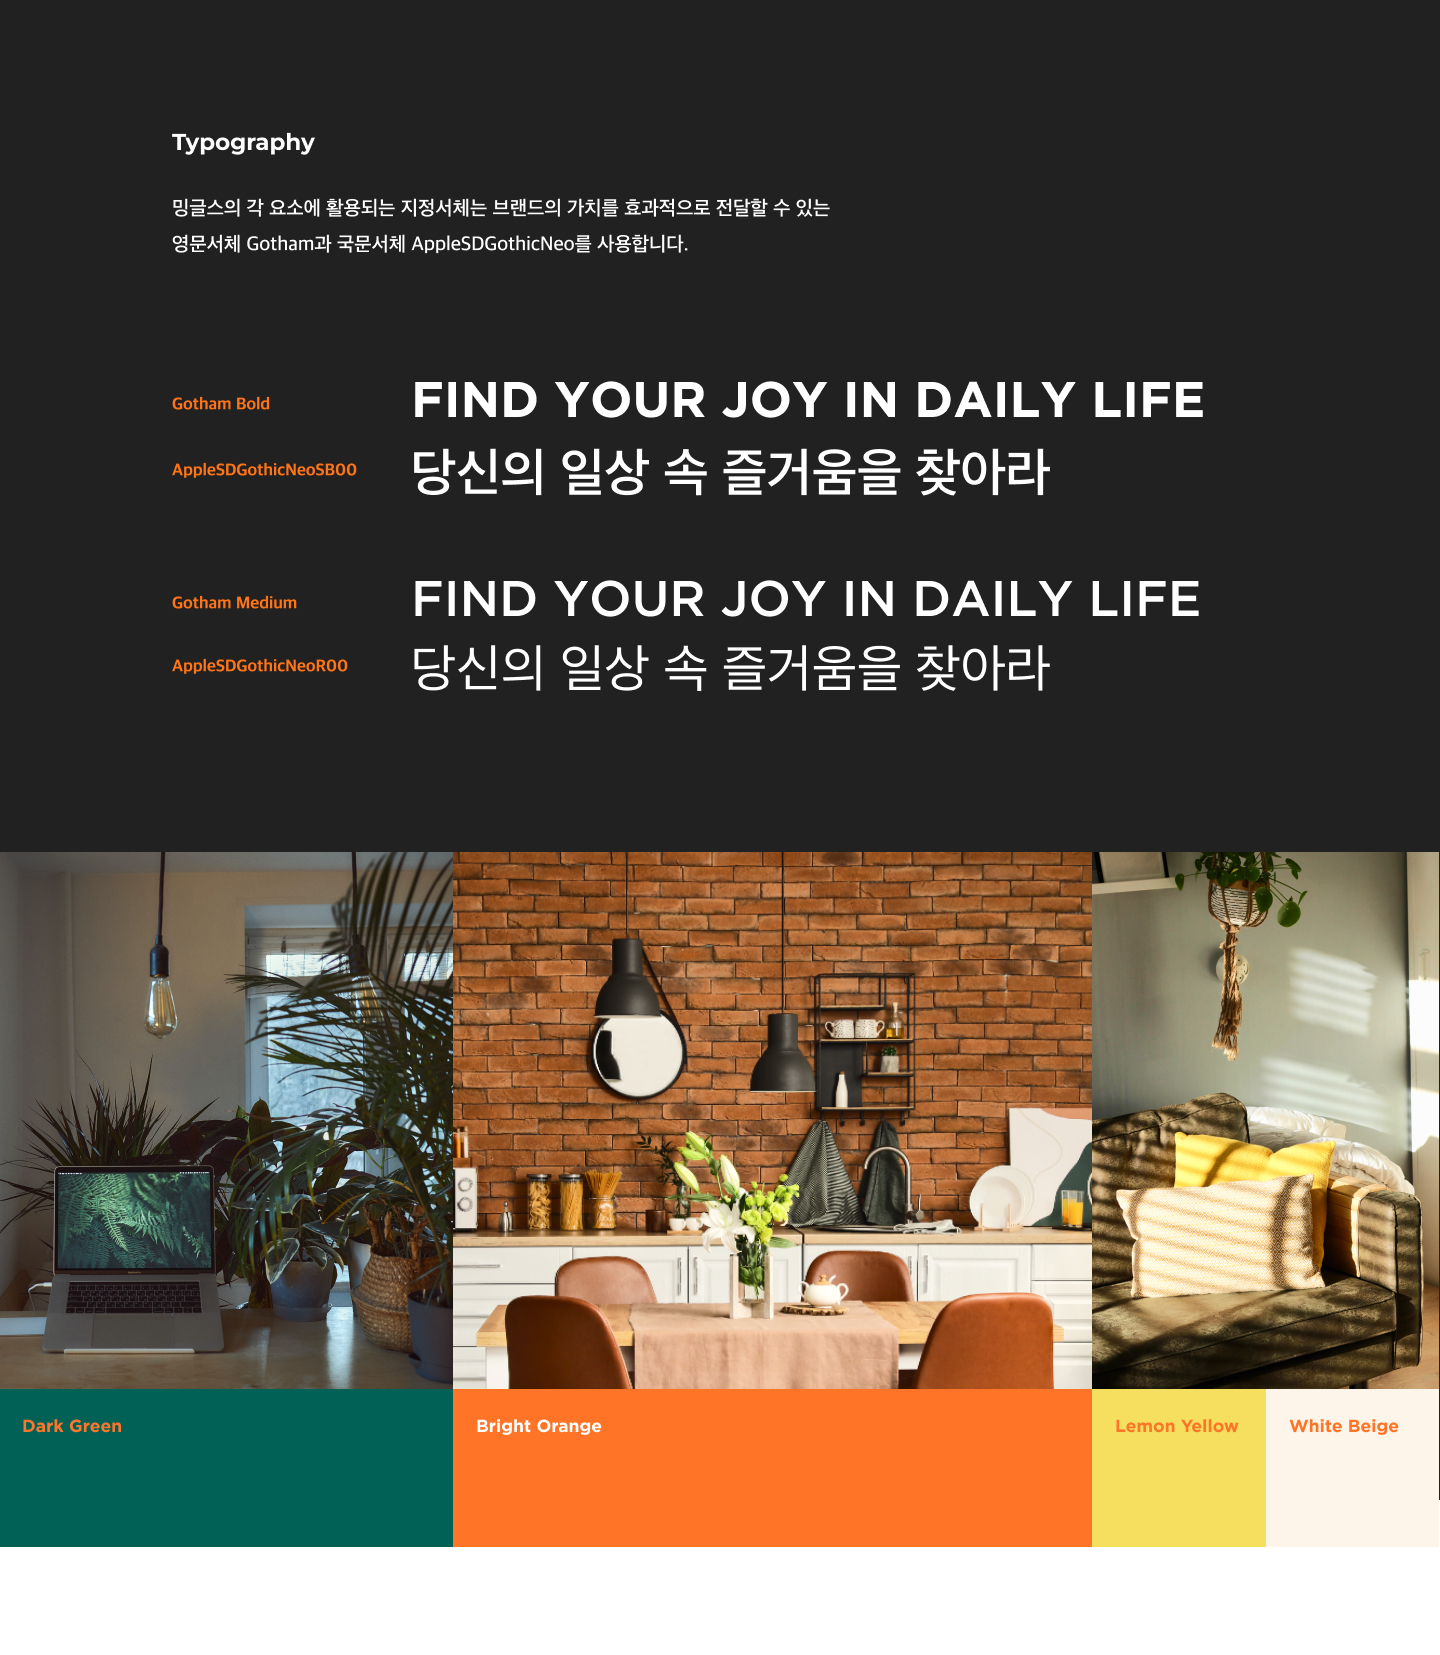 Typography
밍글스의 각 요소에 활용되는 지정서체는 브랜드의 가치를 효과적으로 전달할 수 있는
영문서체 Gotham과 국문서체 AppleSDGothicNeo를 사용합니다.
Gotham Bold
FIND YOUR JOY IN DAILY LIFE
AppleSDGothicNeoSB00
당신의 일상 속 즐거움을 찾아라
Gotham Medium
FIND YOUR JOY IN DAILY LIFE
AppleSDGothicNeoR00
당신의 일상 속 즐거움을 찾아라
Dark Green
Bright Orange
Lemon Yellow
White Beige